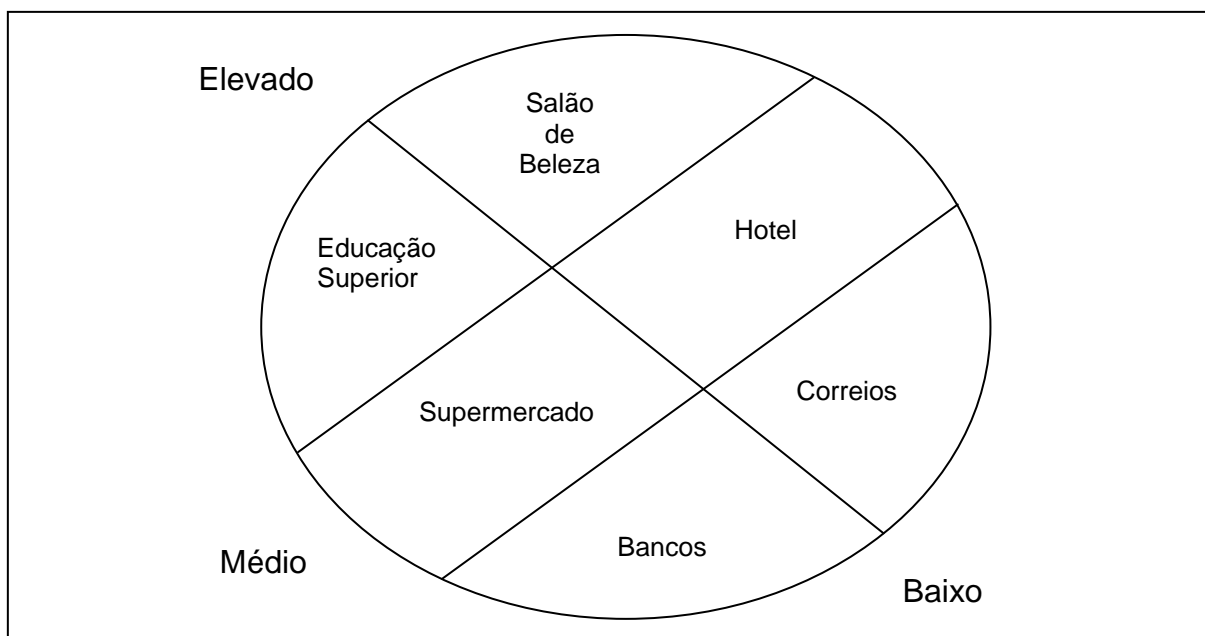 Elevado
Salão
de
Beleza
Hotel
Educação
Superior
Correios
Supermercado
Médio
Bancos
Baixo